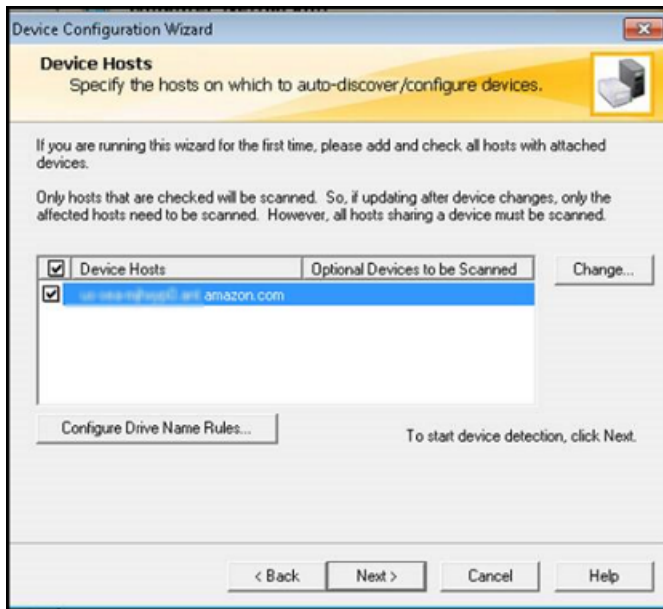 Device Configuration Wizard
Device Hosts
Specify the hosts on which to auto-discover/configure devices.
If you are running this wizard for the first time, please add and check all hosts with attached
devices.
Only hosts that are checked will be scanned. So, if updating after device changes, only the
affected hosts need to be scanned. However, all hosts sharing a device must be scanned.
Device Hosts Optional Devices to be Scanned
Change...
amazon.com
Configure Drive Name Rules...
To start device detection, click Next.
< Back Next > Cancel Help